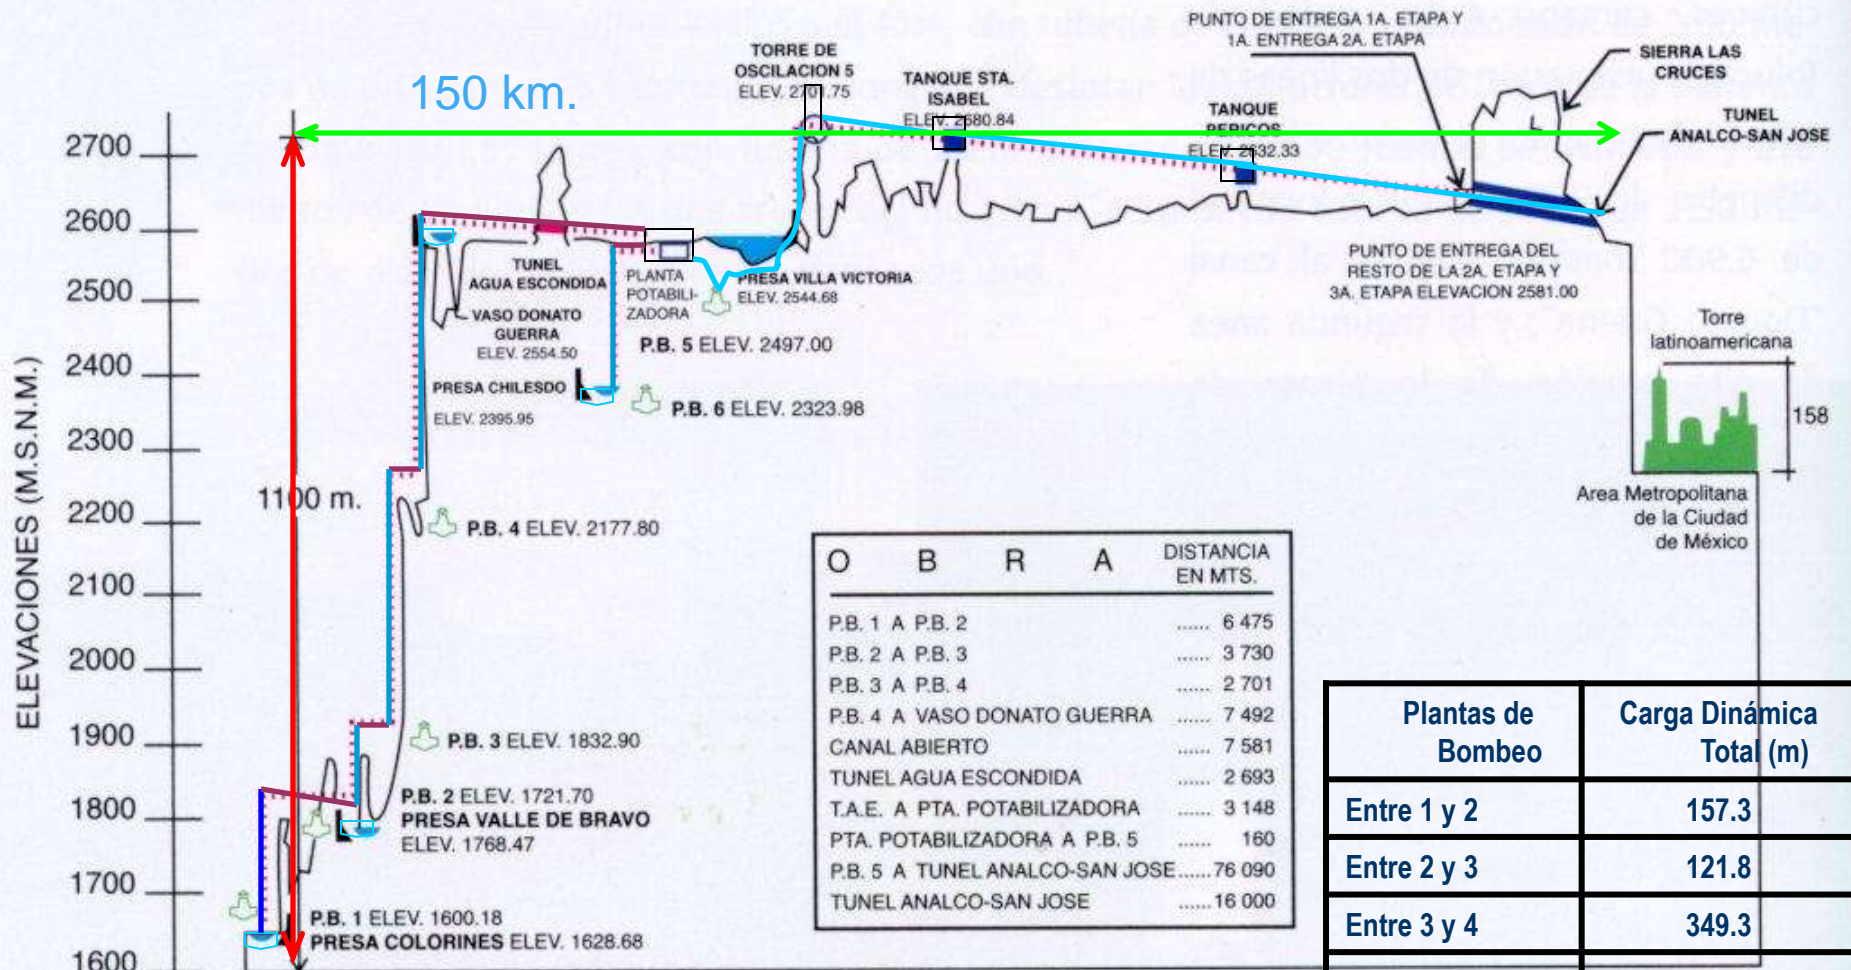 150 km.
TORRE DE
OSCILACION 5
ELEV. 2701.75
TANQUE STA.
ISABEL
ELEV. 2680.84
PUNTO DE ENTREGA 1A. ETAPA Y
1A. ENTREGA 2A. ETAPA
TANQUE
PERICOS
ELEV. 2632.33
SIERRA LAS
CRUCES
TUNEL
ANALCO-SAN JOSE
ELEVACIONES (M.S.N.M.)
2700
2600
2500
2400
2300
2200
2100
2000
1900
1800
1700
1600
1100 m.
TUNEL
AGUA ESCONDIDA
VASO DONATO
GUERRA
ELEV. 2554.50
PRESA CHILESDO
ELEV. 2395.95
PLANTA
POTABILI-
ZADORA
PRESA VILLA VICTORIA
ELEV. 2544.68
P.B. 5 ELEV. 2497.00
P.B. 6 ELEV. 2323.98
P.B. 4 ELEV. 2177.80
P.B. 3 ELEV. 1832.90
P.B. 2 ELEV. 1721.70
PRESA VALLE DE BRAVO
ELEV. 1768.47
P.B. 1 ELEV. 1600.18
PRESA COLORINES ELEV. 1628.68
PUNTO DE ENTREGA DEL
RESTO DE LA 2A. ETAPA Y
3A. ETAPA ELEVACION 2581.00
Torre
latinoamericana
158
Area Metropolitana
de la Ciudad
de México
O B R A DISTANCIA
EN MTS.
P.B. 1 A P.B. 2 ...... 6 475
P.B. 2 A P.B. 3 ...... 3 730
P.B. 3 A P.B. 4 ...... 2 701
P.B. 4 A VASO DONATO GUERRA ...... 7 492
CANAL ABIERTO ...... 7 581
TUNEL AGUA ESCONDIDA ...... 2 693
T.A.E. A PTA. POTABILIZADORA ...... 3 148
PTA. POTABILIZADORA A P.B. 5 ...... 160
P.B. 5 A TUNEL ANALCO-SAN JOSE......76 090
TUNEL ANALCO-SAN JOSE ......16 000
Plantas de Bombeo Carga Dinámica Total (m)
Entre 1 y 2 157.3
Entre 2 y 3 121.8
Entre 3 y 4 349.3